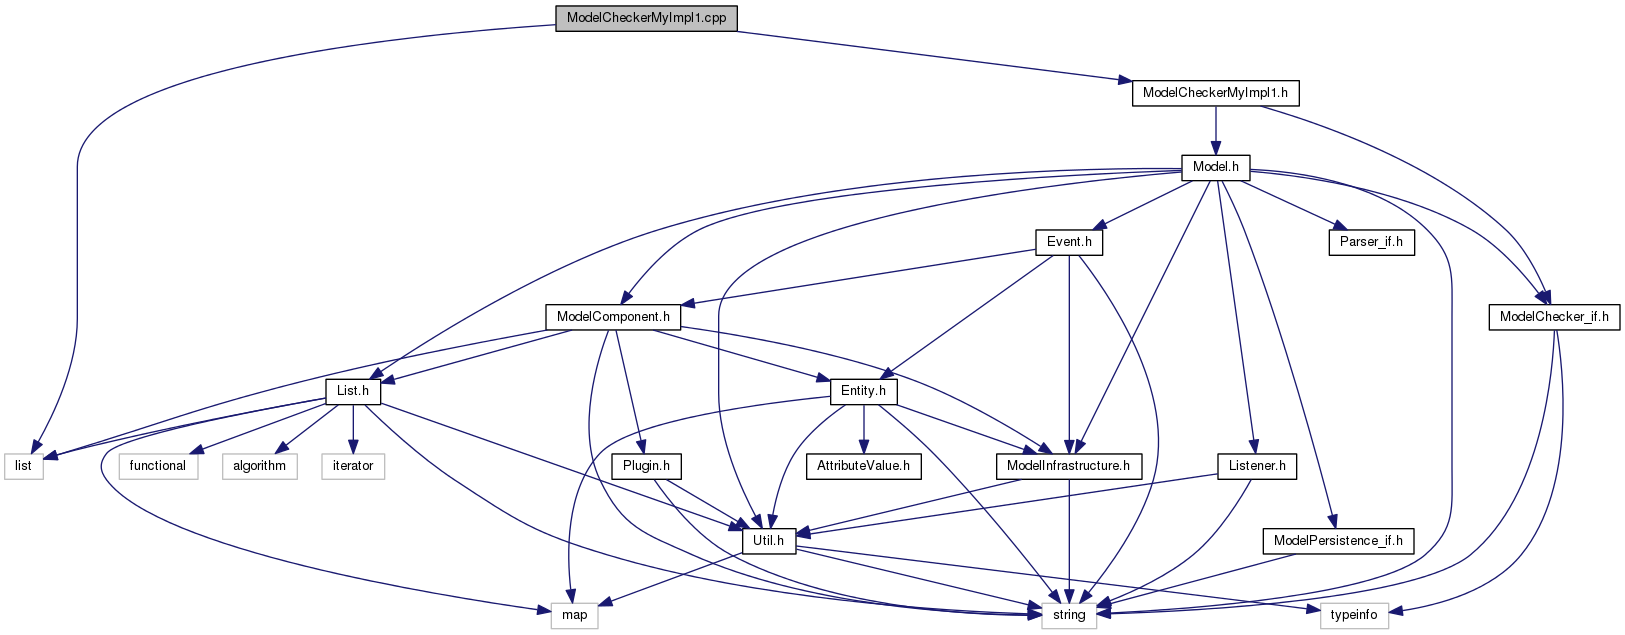 ModelCheckerMyImpl1.cpp
ModelCheckerMyImpl1.h
Model.h
Event.h
Parser_if.h
ModelComponent.h
ModelChecker_if.h
List.h
Entity.h
list
functional
algorithm
iterator
Plugin.h
AttributeValue.h
ModelInfrastructure.h
Listener.h
Util.h
ModelPersistence_if.h
map
string
typeinfo